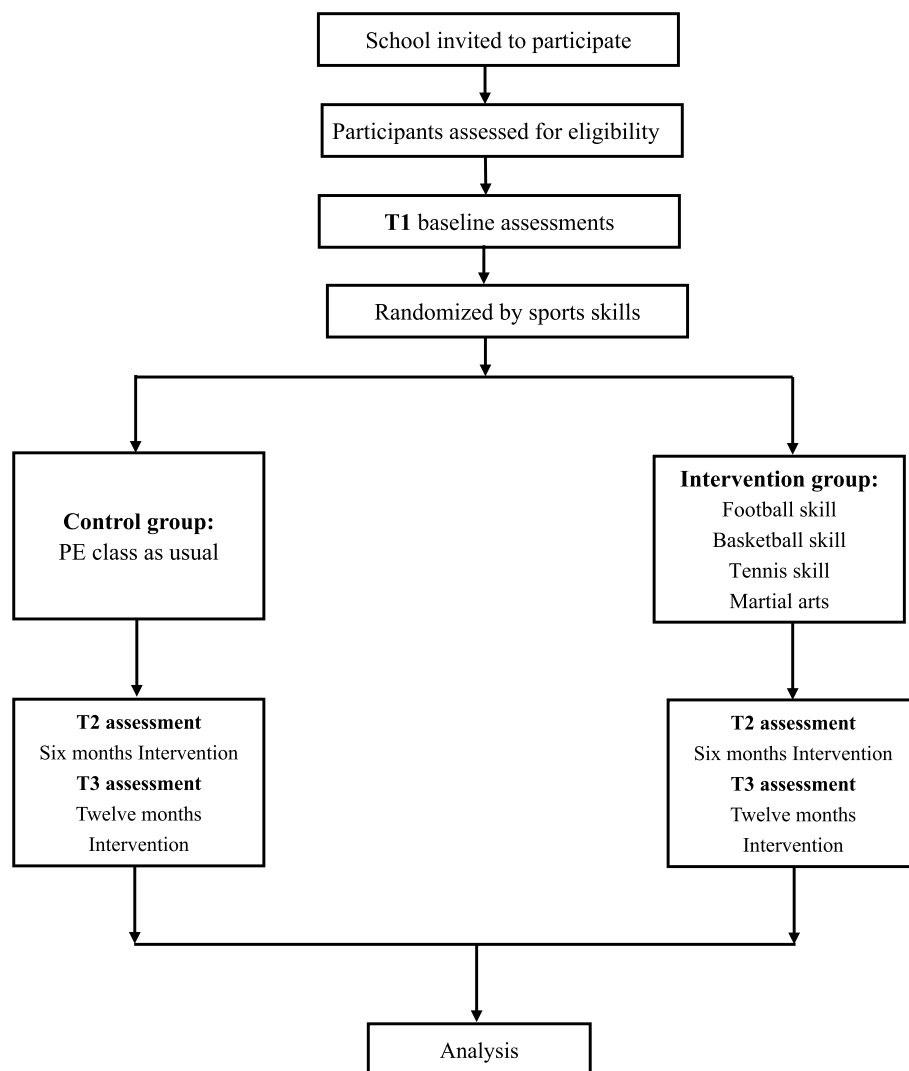 School invited to participate
Participants assessed for eligibility
T1 baseline assessments
Randomized by sports skills
Control group:
PE class as usual
Intervention group:
Football skill
Basketball skill
Tennis skill
Martial arts
T2 assessment
Six months Intervention
T3 assessment
Twelve months
Intervention
T2 assessment
Six months Intervention
T3 assessment
Twelve months
Intervention
Analysis